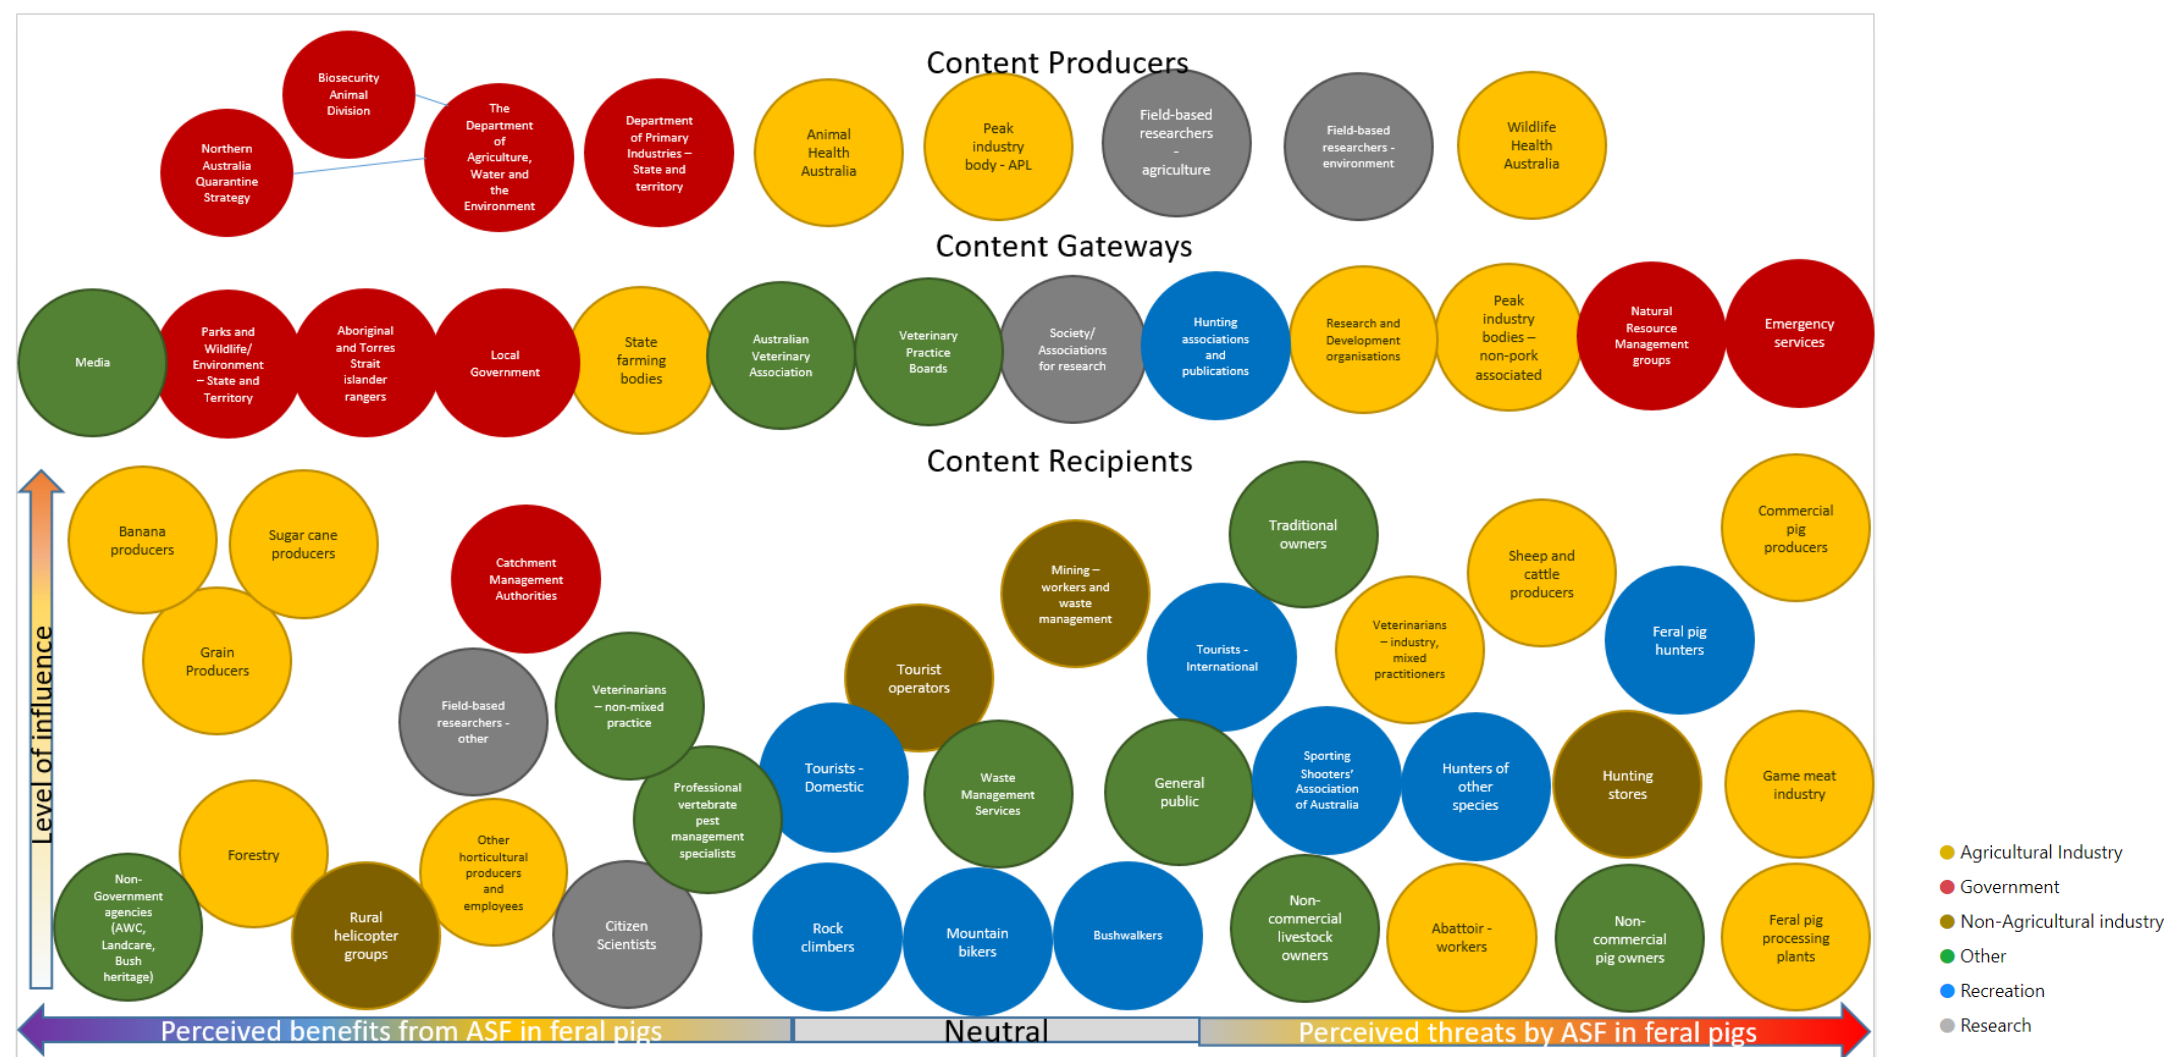 Content Producers
Biosecurity
Animal
Division
Northern
Australia
Quarantine
Strategy
The
Department
of
Agriculture,
Water and
the
Environment
Department
of Primary
Industries –
State and
territory
Animal
Health
Australia
Peak
industry
body - APL
Field-based
researchers
-
agriculture
Field-based
researchers -
environment
Wildlife
Health
Australia
Content Gateways
Media
Parks and
Wildlife/
Environment
– State and
Territory
Aboriginal
and Torres
Strait
islander
rangers
Local
Government
State
farming
bodies
Australian
Veterinary
Association
Veterinary
Practice
Boards
Society/
Associations
for research
Hunting
associations
and
publications
Research and
Development
organisations
Peak
industry
bodies –
non-pork
associated
Natural
Resource
Management
groups
Emergency
services
Content Recipients
Level of influence
Banana
producers
Sugar cane
producers
Grain
Producers
Catchment
Management
Authorities
Field-based
researchers -
other
Veterinarians
– non-mixed
practice
Professional
vertebrate
pest
management
specialists
Tourist
operators
Mining –
workers and
waste
management
Traditional
owners
Tourists -
International
Veterinarians
– industry,
mixed
practitioners
Sheep and
cattle
producers
Feral pig
hunters
Commercial
pig
producers
Tourists -
Domestic
Waste
Management
Services
General
public
Sporting
Shooters'
Association
of Australia
Hunters of
other
species
Hunting
stores
Game meat
industry
Non-
Government
agencies
(AWC,
Landcare,
Bush
heritage)
Forestry
Rural
helicopter
groups
Other
horticultural
producers
and
employees
Citizen
Scientists
Rock
climbers
Mountain
bikers
Bushwalkers
Non-
commercial
livestock
owners
Abattoir -
workers
Non-
commercial
pig owners
Feral pig
processing
plants
Perceived benefits from ASF in feral pigs
Neutral
Perceived threats by ASF in feral pigs
Agricultural Industry
Government
Non-Agricultural industry
Other
Recreation
Research